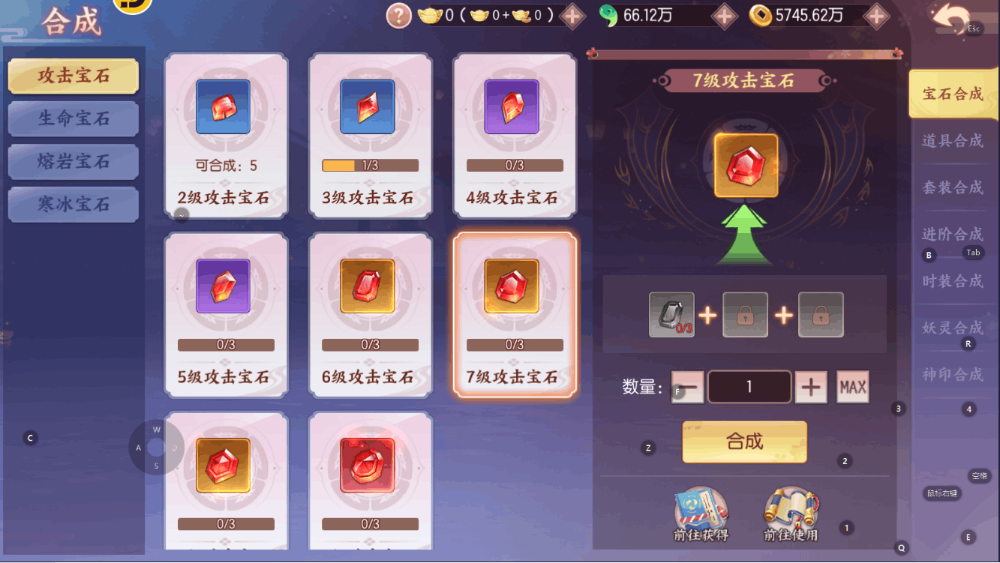 合成
0 ( 0 + 0 )
66.12万
5745.62万
Esc
攻击宝石
生命宝石
熔岩宝石
寒冰宝石
可合成：5
2级攻击宝石
~
1/3
3级攻击宝石
0/3
4级攻击宝石
0/3
5级攻击宝石
0/3
6级攻击宝石
0/3
7级攻击宝石
0/3
0/3
C
W
A
D
S
7级攻击宝石
0/3
数量：
F
1
MAX
合成
Z
2
3
前往获得
前往使用
1
Q
宝石合成
道具合成
套装合成
进阶合成
B
Tab
时装合成
妖灵合成
R
神印合成
4
空格
鼠标右键
E